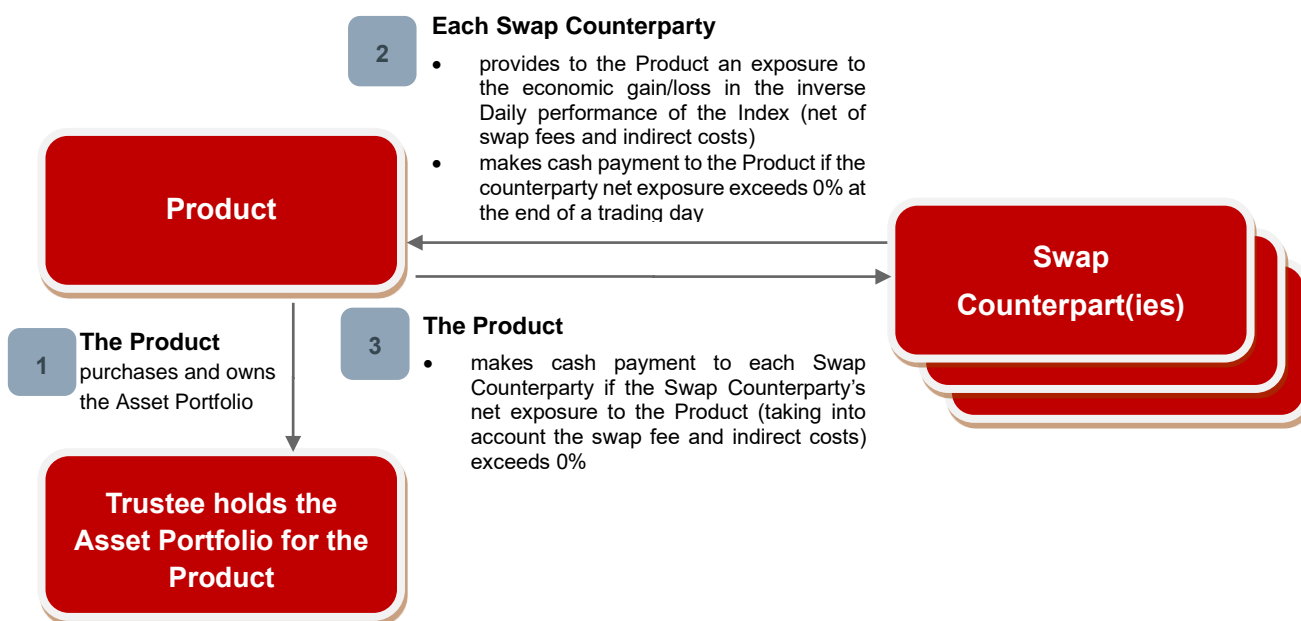 2
Each Swap Counterparty
• provides to the Product an exposure to
the economic gain/loss in the inverse
Daily performance of the Index (net of
swap fees and indirect costs)
• makes cash payment to the Product if the
counterparty net exposure exceeds 0% at
the end of a trading day
Product
Swap
Counterpart(ies)
1
The Product
purchases and owns
the Asset Portfolio
3
The Product
• makes cash payment to each Swap
Counterparty if the Swap Counterparty’s
net exposure to the Product (taking into
account the swap fee and indirect costs)
exceeds 0%
Trustee holds the
Asset Portfolio for the
Product